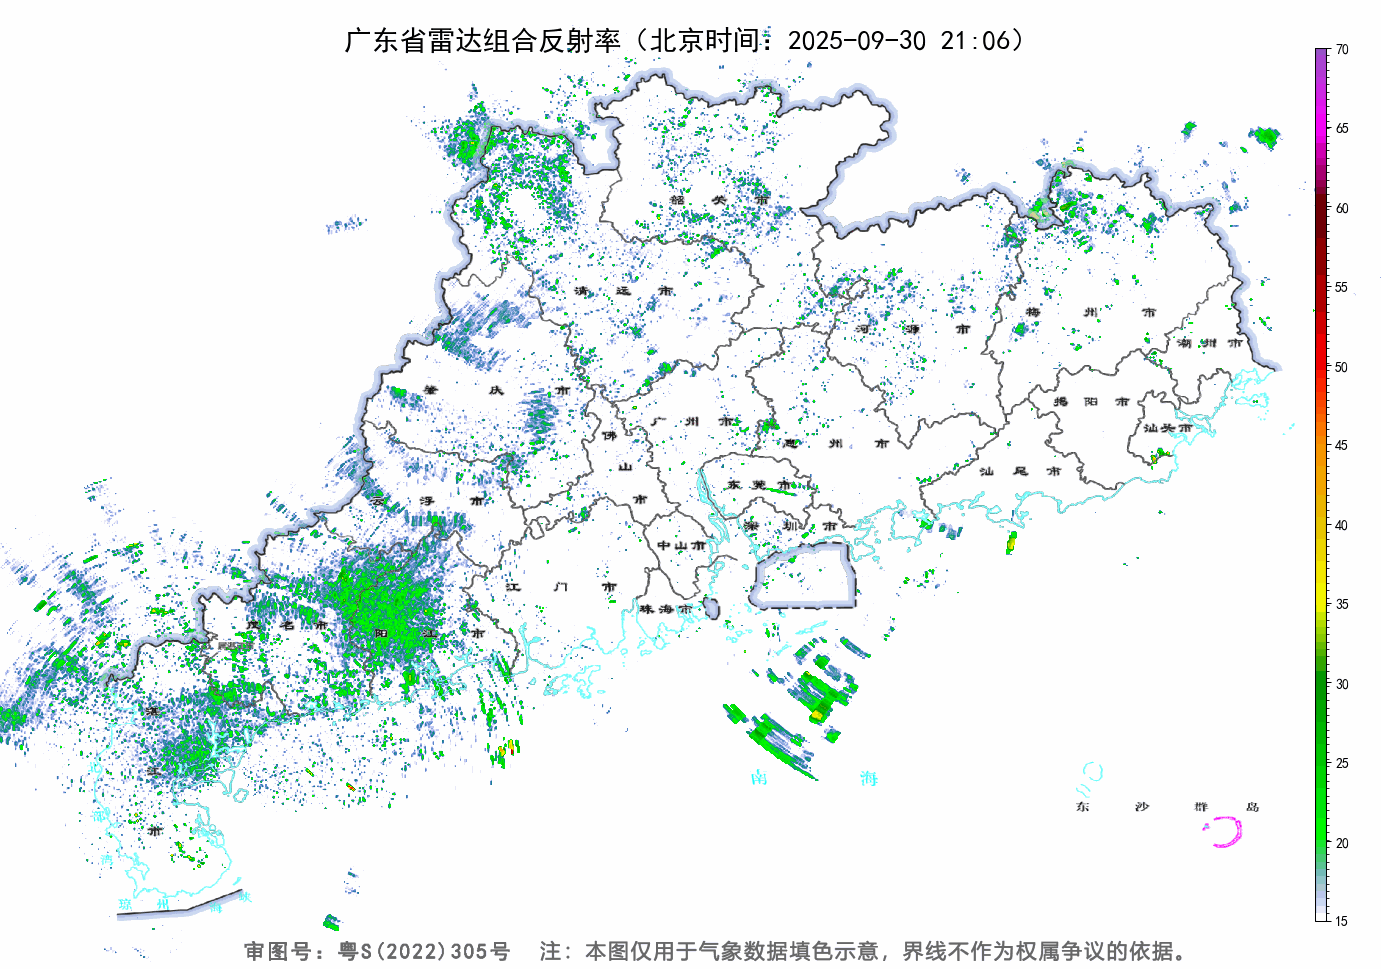 广东省雷达组合反射率（北京时间：2025-09-30 21:06）
70
65
60
55
50
45
40
35
30
25
20
15
韶 关 市
清 远 市
河 源 市
梅 州 市
潮 州 市
肇 庆 市
广 州 市
揭 阳 市
汕头市
佛 山 市
惠 州 市
汕 尾 市
东 莞 市
云 浮 市
深 圳 市
中山市
江 门 市
珠海市
茂 名 市
阳 江 市
湛 江 市
南 海
东 沙 群 岛
琼 州 海 峡
审图号：粤S(2022)305号 注：本图仅用于气象数据填色示意，界线不作为权属争议的依据。